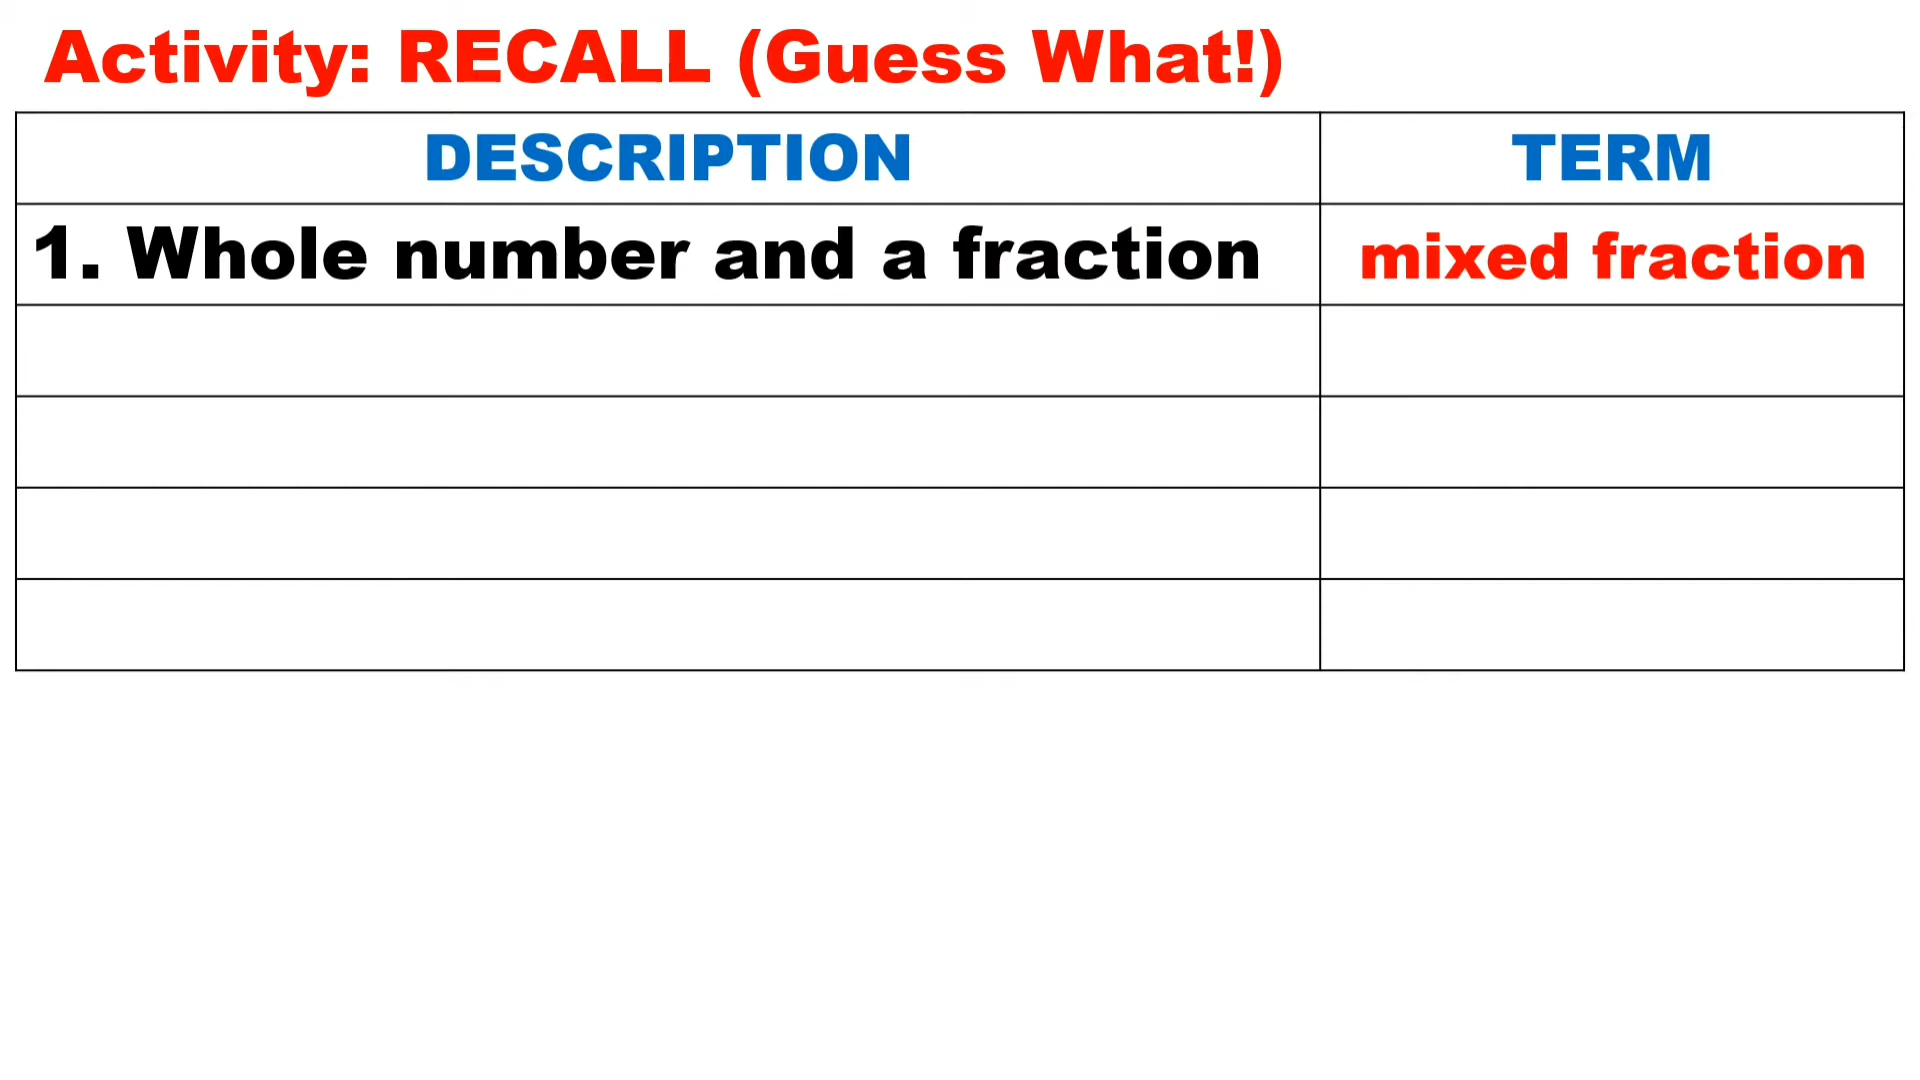 Activity: RECALL (Guess What!)
DESCRIPTION
TERM
1. Whole number and a fraction
mixed fraction